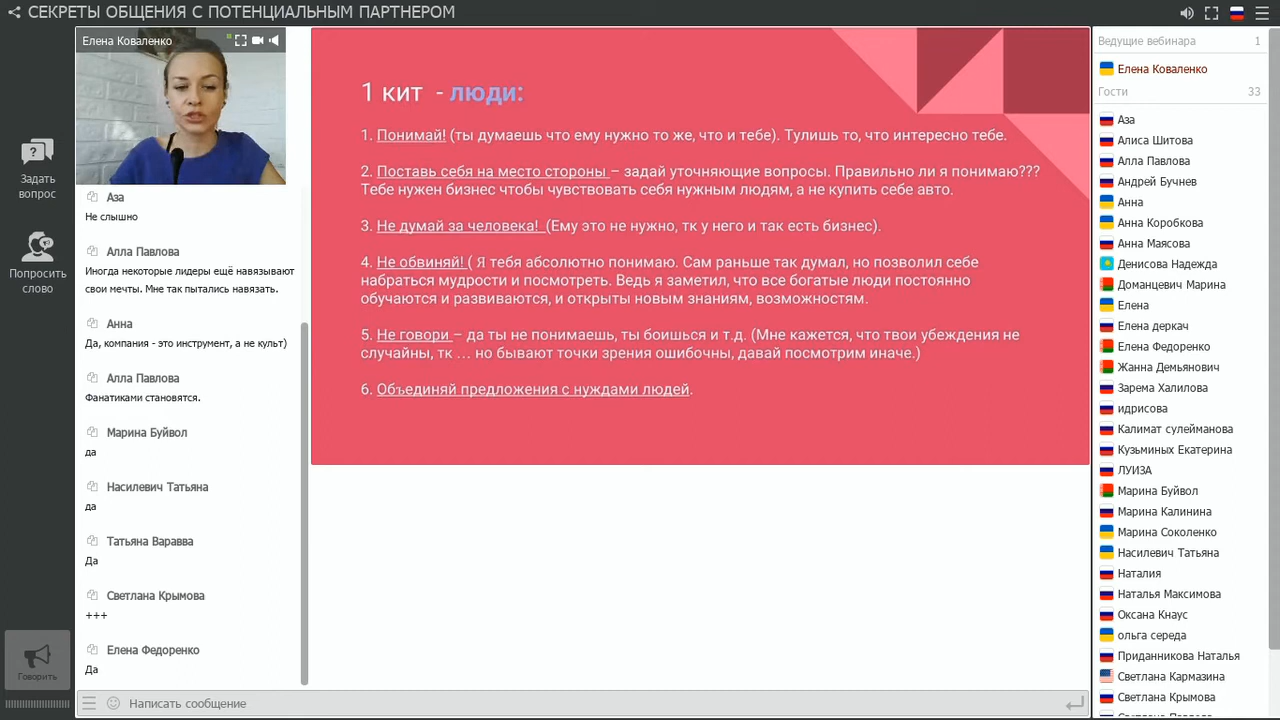 СЕКРЕТЫ ОБЩЕНИЯ С ПОТЕНЦИАЛЬНЫМ ПАРТНЕРОМ
Задать
вопрос
Попросить
слово
Говорить
Елена Коваленко
Аза
Не слышно
Алла Павлова
Иногда некоторые лидеры ещё навязывают
свои мечты. Мне так пытались навязать.
Анна
Да, компания - это инструмент, а не культ)
Алла Павлова
Фанатиками становятся.
Марина Буйвол
да
Насилевич Татьяна
да
Татьяна Варавва
Да
Светлана Крымова
+++
Елена Федоренко
Да
Написать сообщение
1 кит - люди:
1. Понимай! (ты думаешь что ему нужно то же, что и тебе). Тулишь то, что интересно тебе.
2. Поставь себя на место стороны – задай уточняющие вопросы. Правильно ли я понимаю???
Тебе нужен бизнес чтобы чувствовать себя нужным людям, а не купить себе авто.
3. Не думай за человека! (Ему это не нужно, тк у него и так есть бизнес).
4. Не обвиняй! ( Я тебя абсолютно понимаю. Сам раньше так думал, но позволил себе
набраться мудрости и посмотреть. Ведь я заметил, что все богатые люди постоянно
обучаются и развиваются, и открыты новым знаниям, возможностям.
5. Не говори – да ты не понимаешь, ты боишься и т.д. (Мне кажется, что твои убеждения не
случайны, тк ... но бывают точки зрения ошибочны, давай посмотрим иначе.)
6. Объединяй предложения с нуждами людей.
Ведущие вебинара 1
Елена Коваленко
Гости 33
Аза
Алиса Шитова
Алла Павлова
Андрей Бучнев
Анна
Анна Коробкова
Анна Маясова
Денисова Надежда
Доманцевич Марина
Елена
Елена деркач
Елена Федоренко
Жанна Демьянович
Зарема Халилова
идрисова
Калимат сулейманова
Кузьминых Екатерина
ЛУИЗА
Марина Буйвол
Марина Калинина
Марина Соколенко
Насилевич Татьяна
Наталия
Наталья Максимова
Оксана Кнаус
ольга середа
Приданникова Наталья
Светлана Кармазина
Светлана Крымова